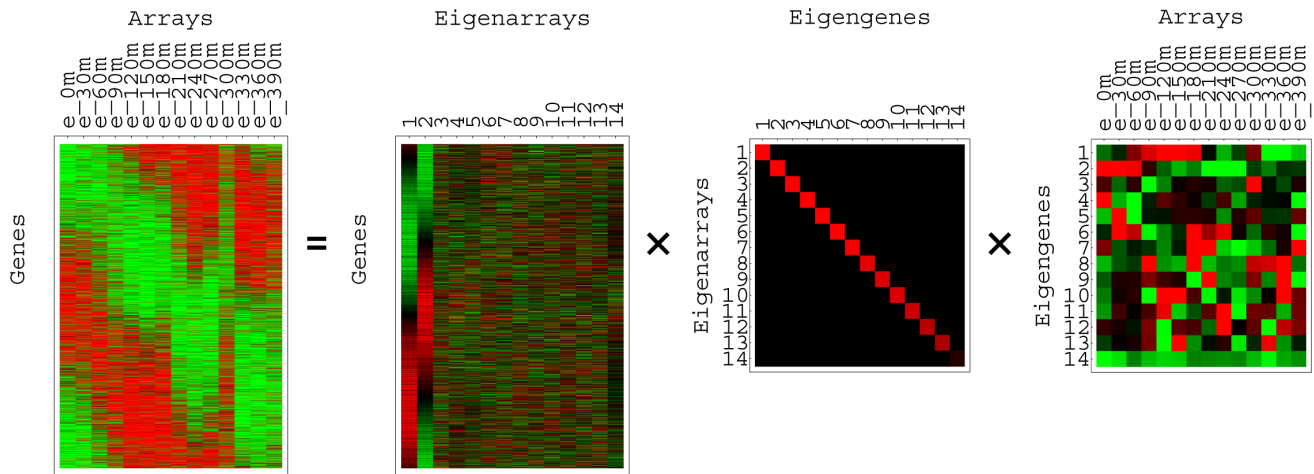 Arrays
e_0m
e_30m
e_60m
e_90m
e_120m
e_150m
e_180m
e_210m
e_240m
e_270m
e_300m
e_330m
e_360m
e_390m
Genes
=
Eigenarrays
1
2
3
4
5
6
7
8
9
10
11
12
13
14
Genes
×
Eigengenes
1
2
3
4
5
6
7
8
9
10
11
12
13
14
Eigenarrays
1
2
3
4
5
6
7
8
9
10
11
12
13
14
×
Arrays
e_0m
e_30m
e_60m
e_90m
e_120m
e_150m
e_180m
e_210m
e_240m
e_270m
e_300m
e_330m
e_360m
e_390m
Eigengenes
1
2
3
4
5
6
7
8
9
10
11
12
13
14